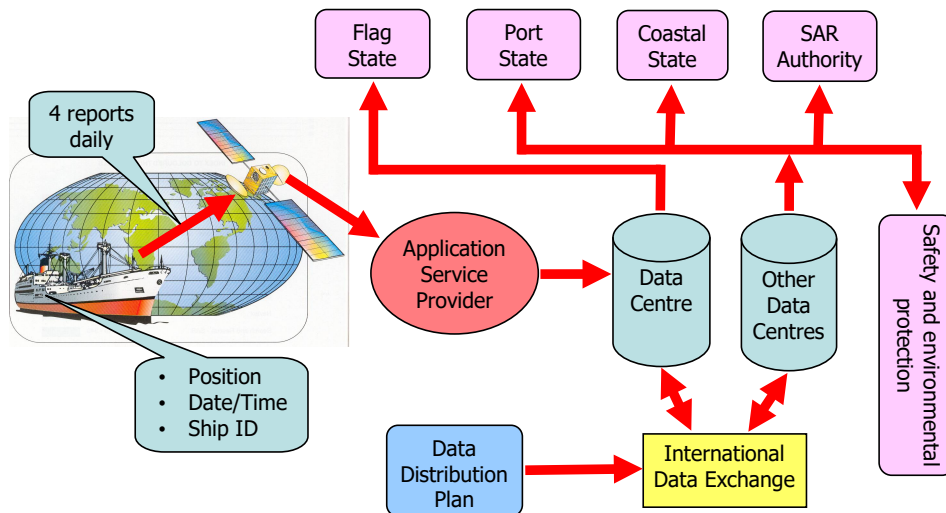 Flag
State
Port
State
Coastal
State
SAR
Authority
4 reports
daily
Application
Service
Provider
Data
Centre
Other
Data
Centres
Safety and environmental
protection
• Position
• Date/Time
• Ship ID
Data
Distribution
Plan
International
Data Exchange